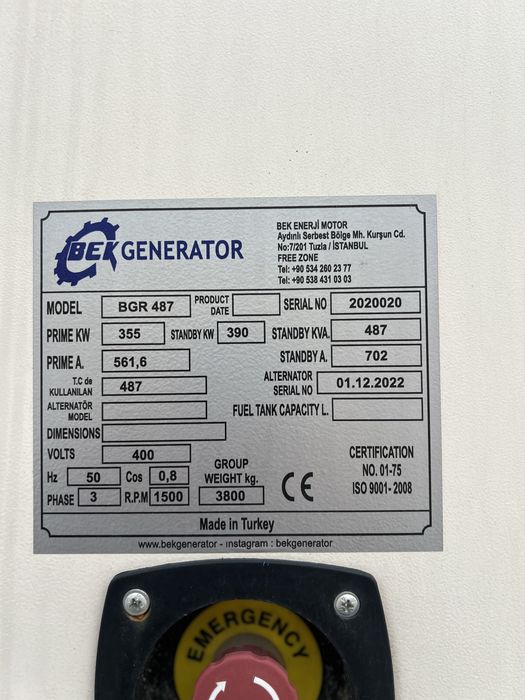 BEK GENERATOR
BEK ENERJİ MOTOR
Aydınlı Serbest Bölge Mh. Kurşun Cd.
No:7/201 Tuzla / İSTANBUL
FREE ZONE
Tel: +90 534 260 23 77
Tel: +90 538 431 03 03
MODEL BGR 487 PRODUCT DATE SERIAL NO 2020020
PRIME KW 355 STANDBY KW 390 STANDBY KVA. 487
PRIME A. 561,6 STANDBY A. 702
T.C de KULLANILAN 487 ALTERNATOR SERIAL NO 01.12.2022
ALTERNATÖR MODEL FUEL TANK CAPACITY L.
DIMENSIONS
VOLTS 400
Hz 50 Cos 0,8 GROUP WEIGHT kg. 3800
PHASE 3 R.P.M 1500
CE
CERTIFICATION
NO. 01-75
ISO 9001- 2008
Made in Turkey
www.bekgenerator - ınstagram : bekgenerator
EMERGENCY